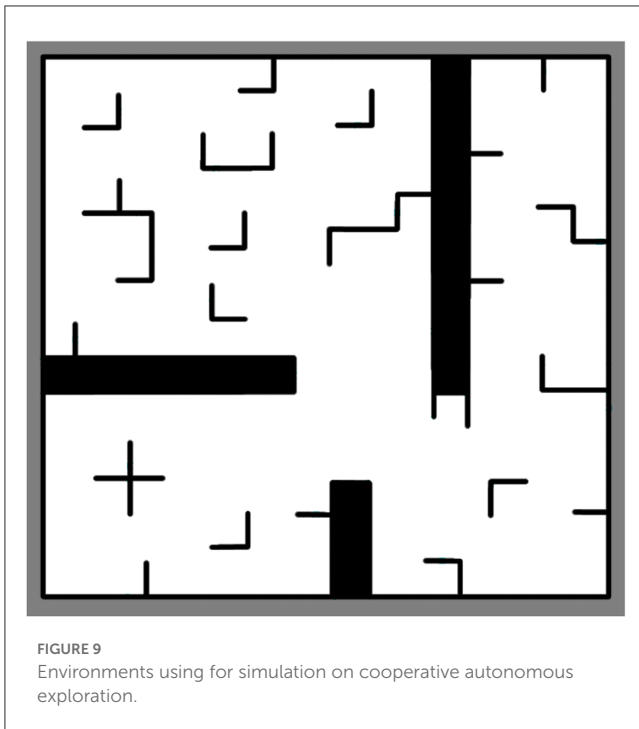 FIGURE 9
Environments using for simulation on cooperative autonomous
exploration.